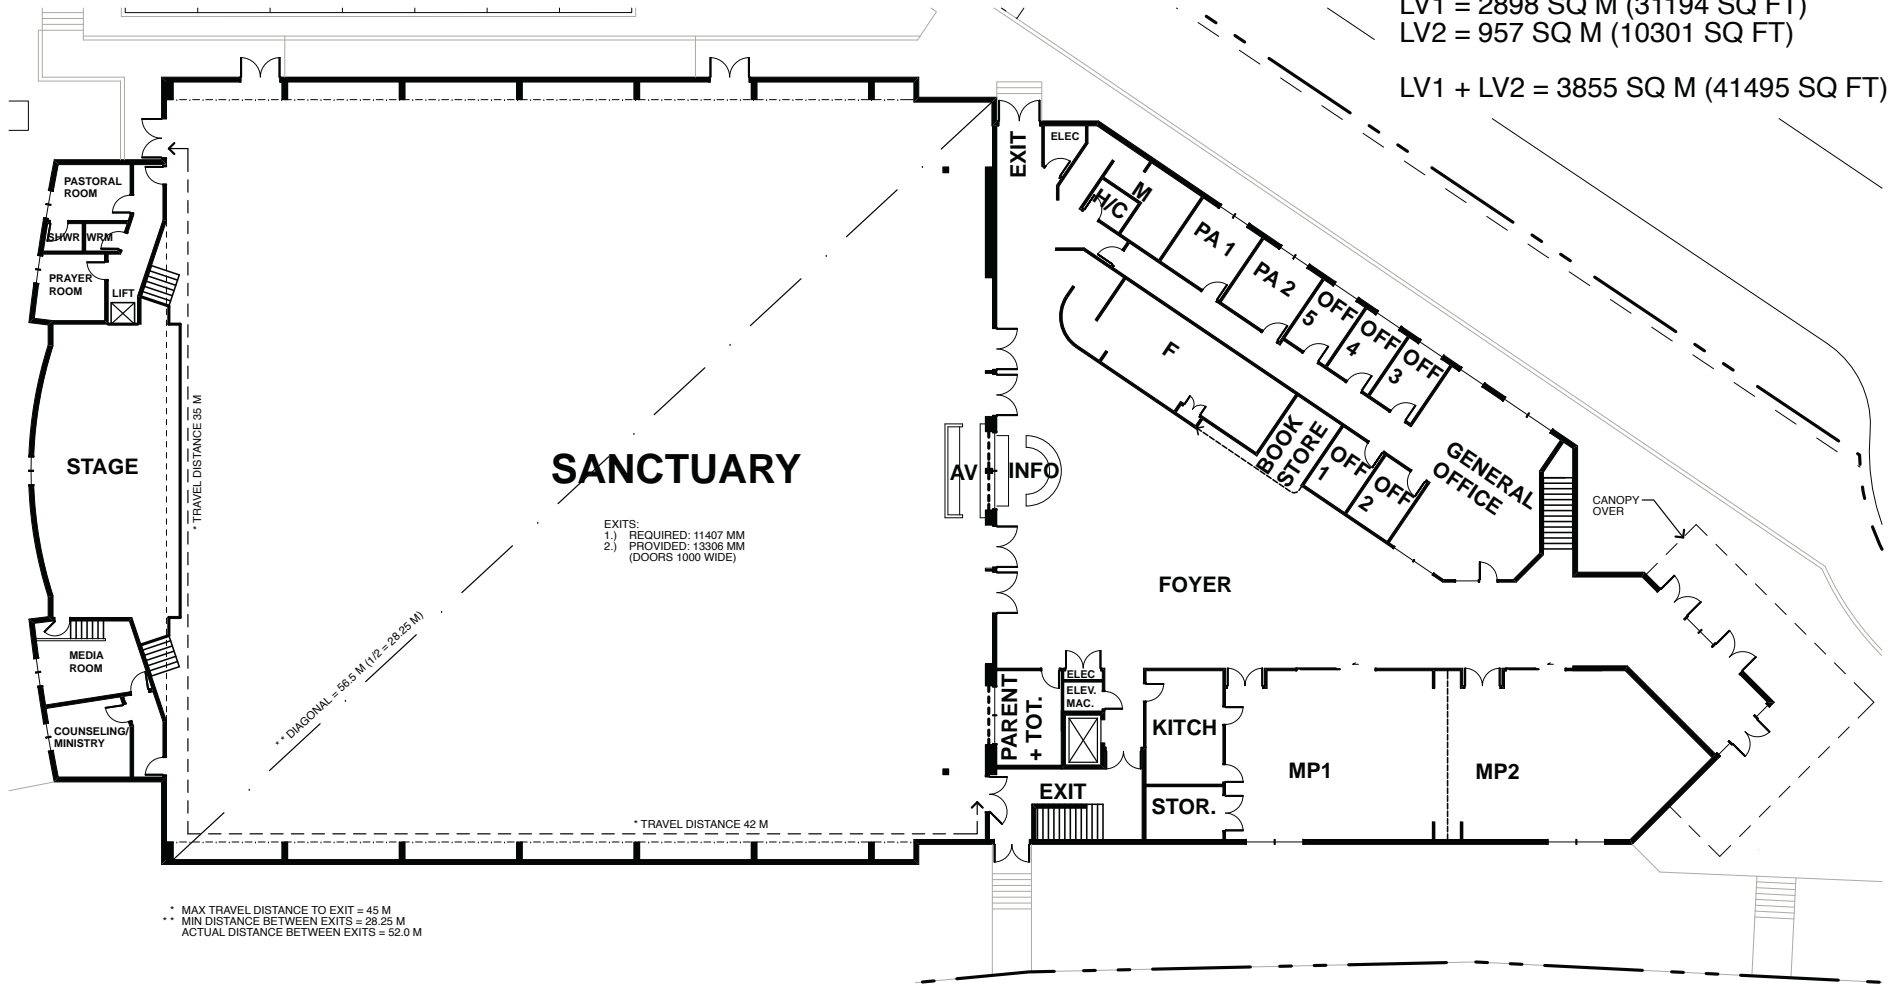 LV1 = 2898 SQ M (31194 SQ FT)
LV2 = 957 SQ M (10301 SQ FT)
LV1 + LV2 = 3855 SQ M (41495 SQ FT)
EXIT
ELEC
M
H/C
PA 1
PA 2
OFF
5
OFF
4
OFF
3
F
BOOK
STORE
OFF
1
OFF
2
GENERAL
OFFICE
CANOPY
OVER
PASTORAL
ROOM
SHWR
WRM
PRAYER
ROOM
LIFT
STAGE
* TRAVEL DISTANCE 35 M
SANCTUARY
EXITS:
1.) REQUIRED: 11407 MM
2.) PROVIDED: 13306 MM
(DOORS 1000 WIDE)
AV
INFO
FOYER
MEDIA
ROOM
COUNSELING/
MINISTRY
* * DIAGONAL = 56.5 M (1/2 = 28.25 M)
* TRAVEL DISTANCE 42 M
PARENT
+ TOT.
ELEC
ELEV.
MAC.
KITCH
MP1
MP2
EXIT
STOR.
* MAX TRAVEL DISTANCE TO EXIT = 45 M
* * MIN DISTANCE BETWEEN EXITS = 28.25 M
ACTUAL DISTANCE BETWEEN EXITS = 52.0 M